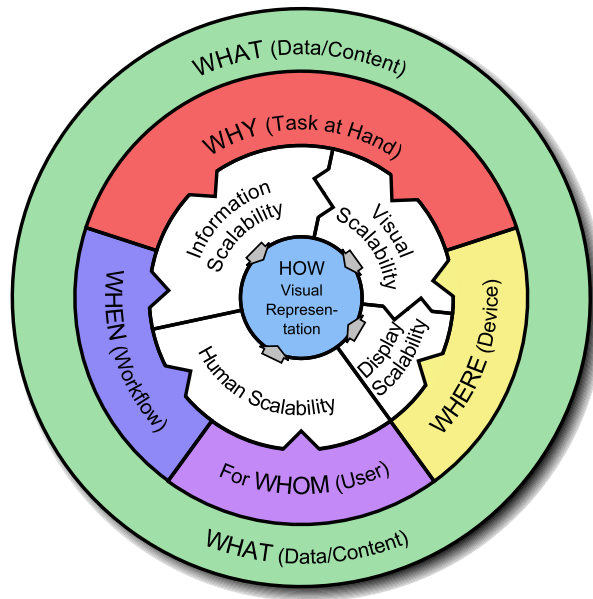 WHAT (Data/Content)
WHY (Task at Hand)
Information
Scalability
Visual
Scalability
HOW
Visual
Represen-
tation
WHEN (Workflow)
WHERE (Device)
Display
Scalability
Human Scalability
For WHOM (User)
WHAT (Data/Content)